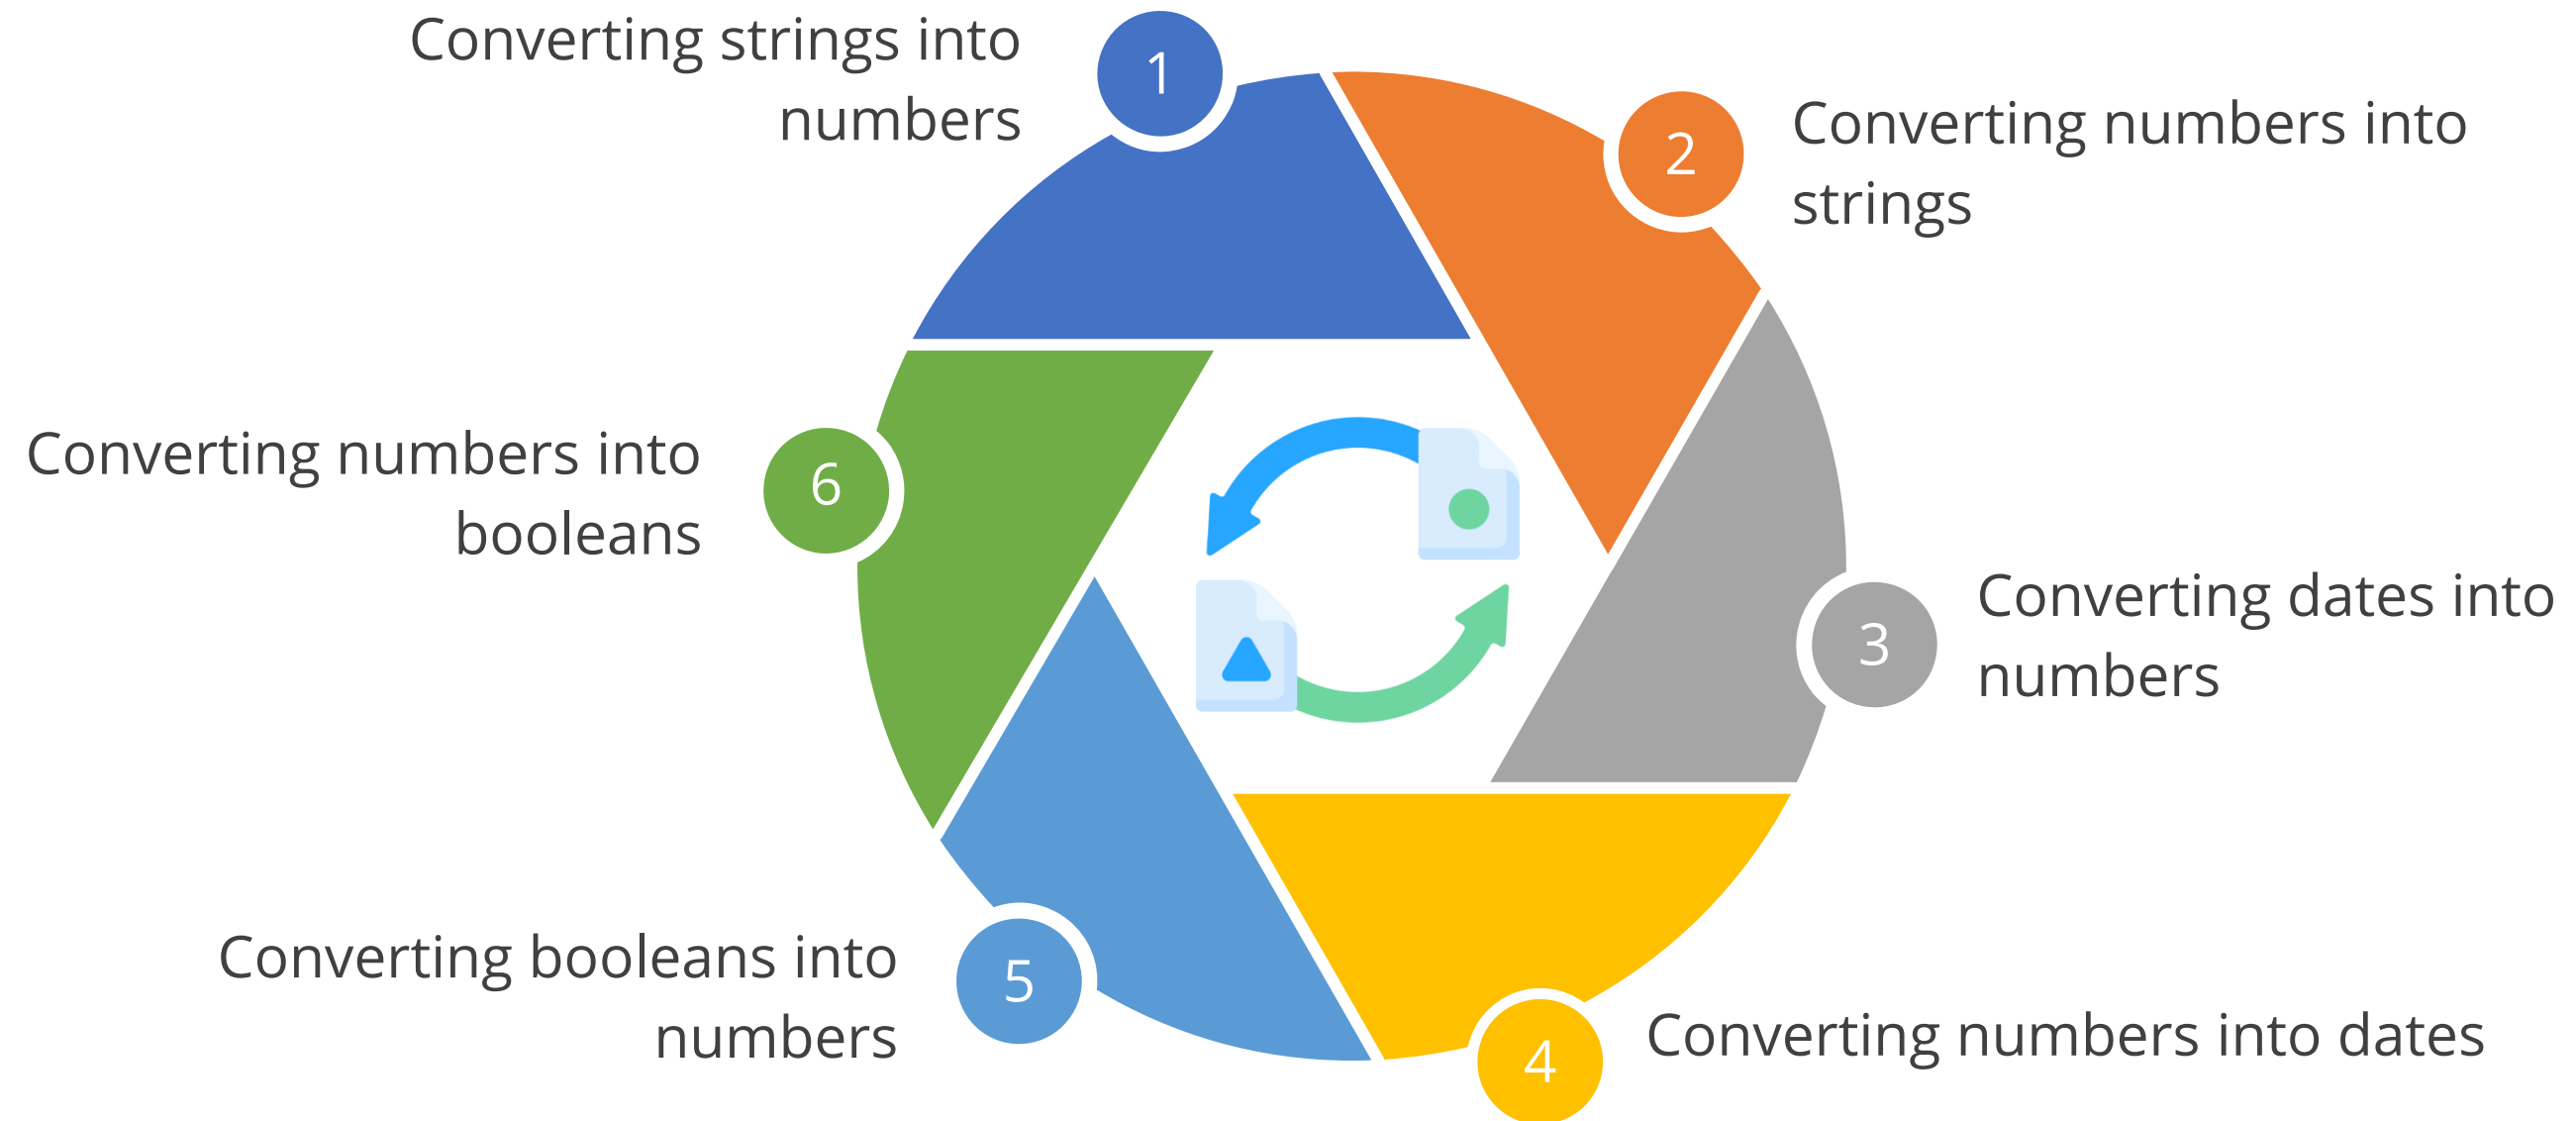 Converting strings into
numbers
1
2
Converting numbers into
strings
3
Converting dates into
numbers
4
Converting numbers into dates
5
Converting booleans into
numbers
6
Converting numbers into
booleans